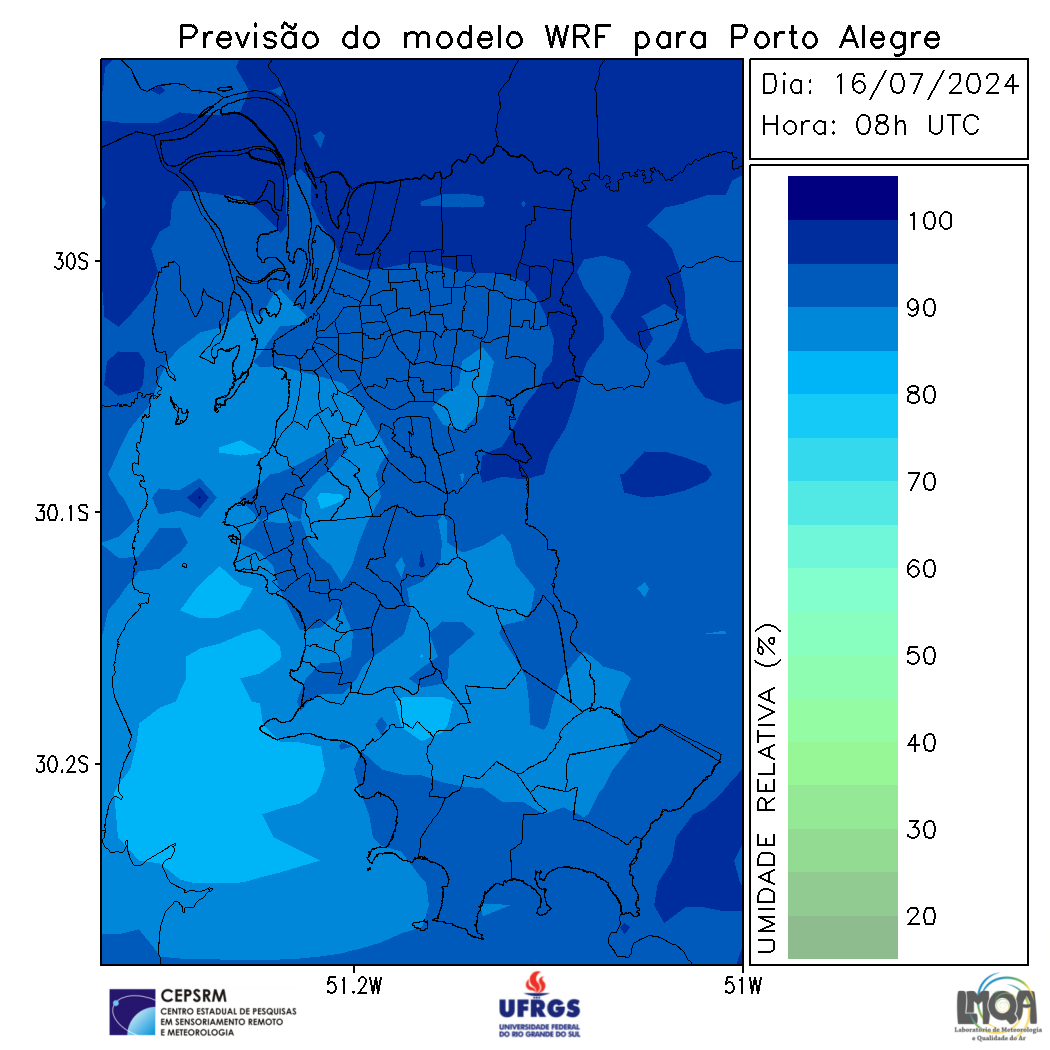 Previsão do modelo WRF para Porto Alegre
Dia: 16/07/2024
Hora: 08h UTC
30S
30.1S
30.2S
51.2W
51W
UMIDADE RELATIVA (%)
100
90
80
70
60
50
40
30
20
CEPSRM
CENTRO ESTADUAL DE PESQUISAS
EM SENSORIAMENTO REMOTO
E METEOROLOGIA
UFRGS
UNIVERSIDADE FEDERAL
DO RIO GRANDE DO SUL
LMQA
Laboratório de Meteorologia
e Qualidade do Ar